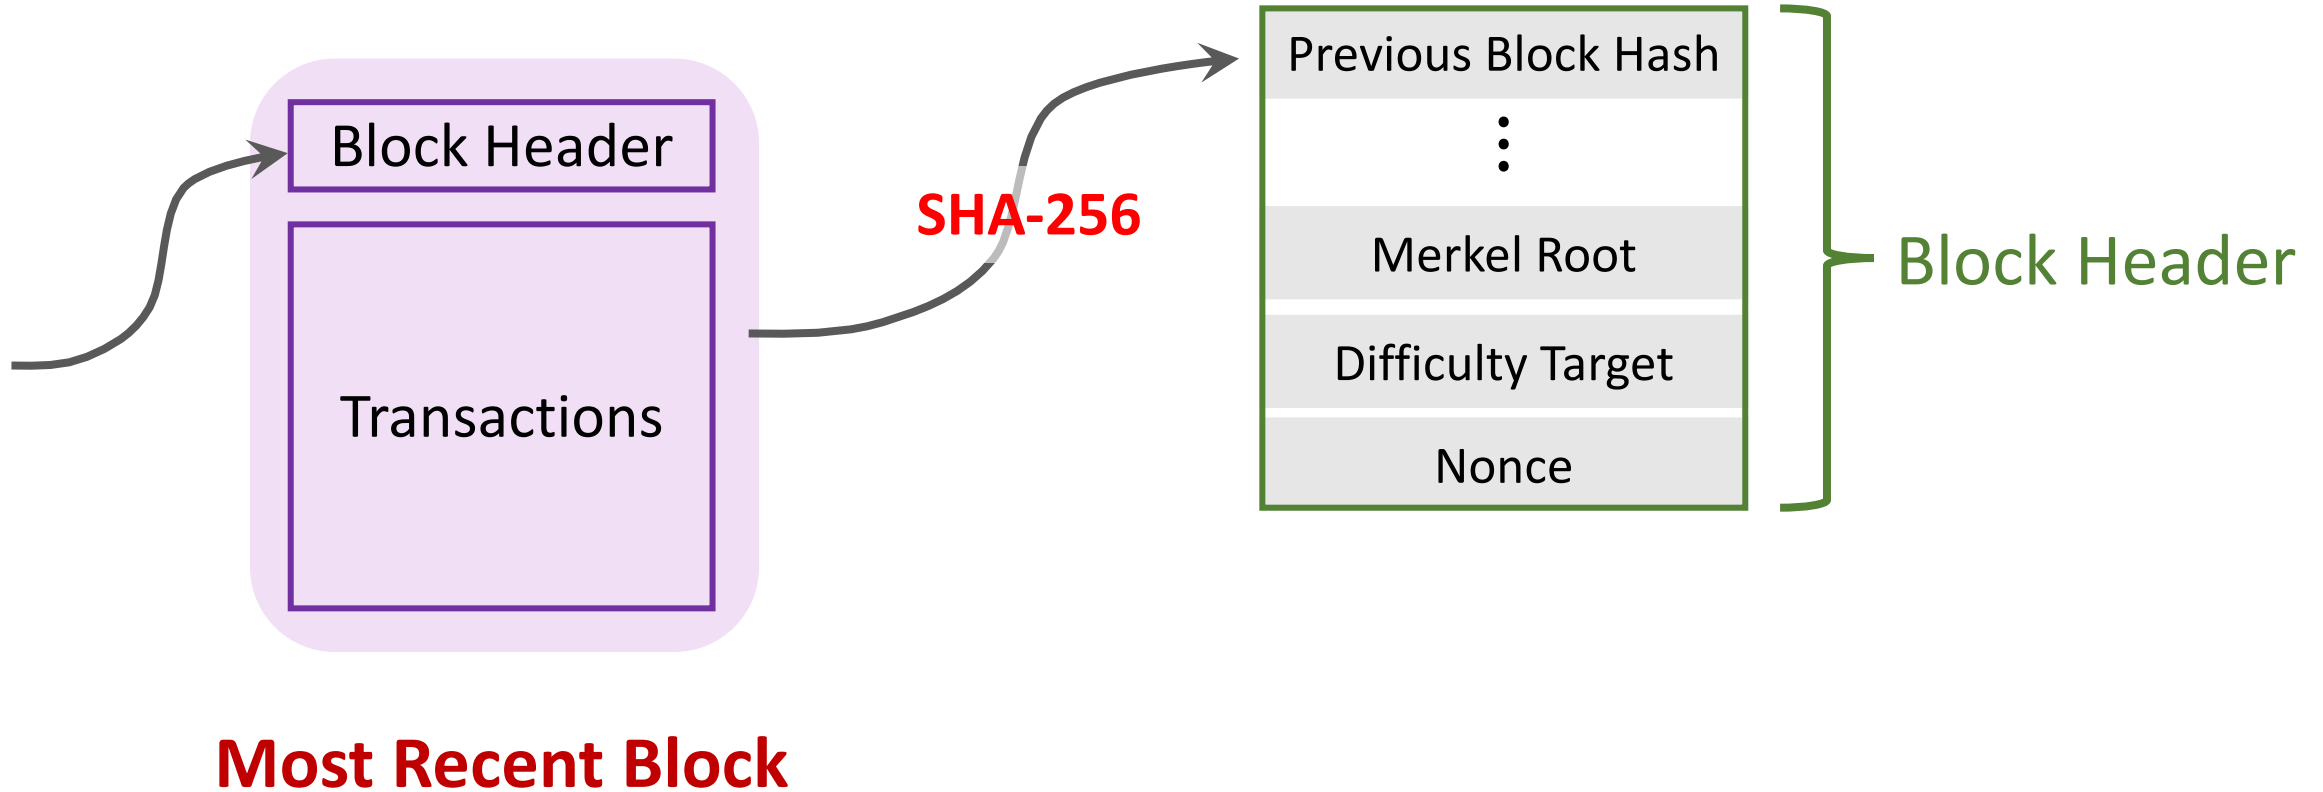 Block Header
Transactions
Most Recent Block
SHA-256
Previous Block Hash
Merkel Root
Difficulty Target
Nonce
Block Header